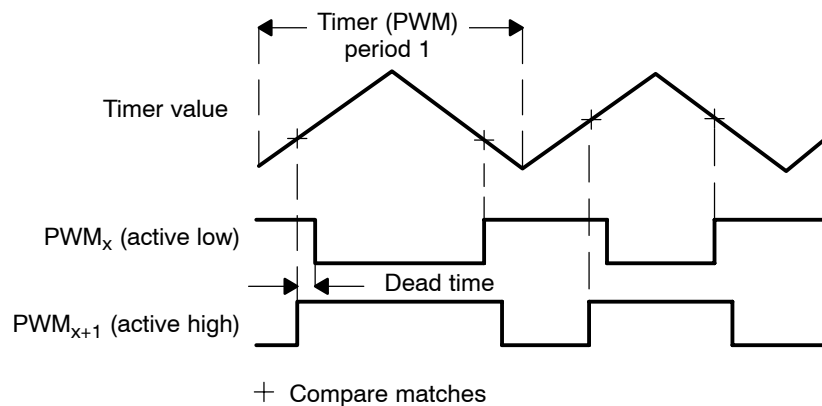 Timer (PWM)
period 1
Timer value
PWMx (active low)
Dead time
PWMx+1 (active high)
Compare matches